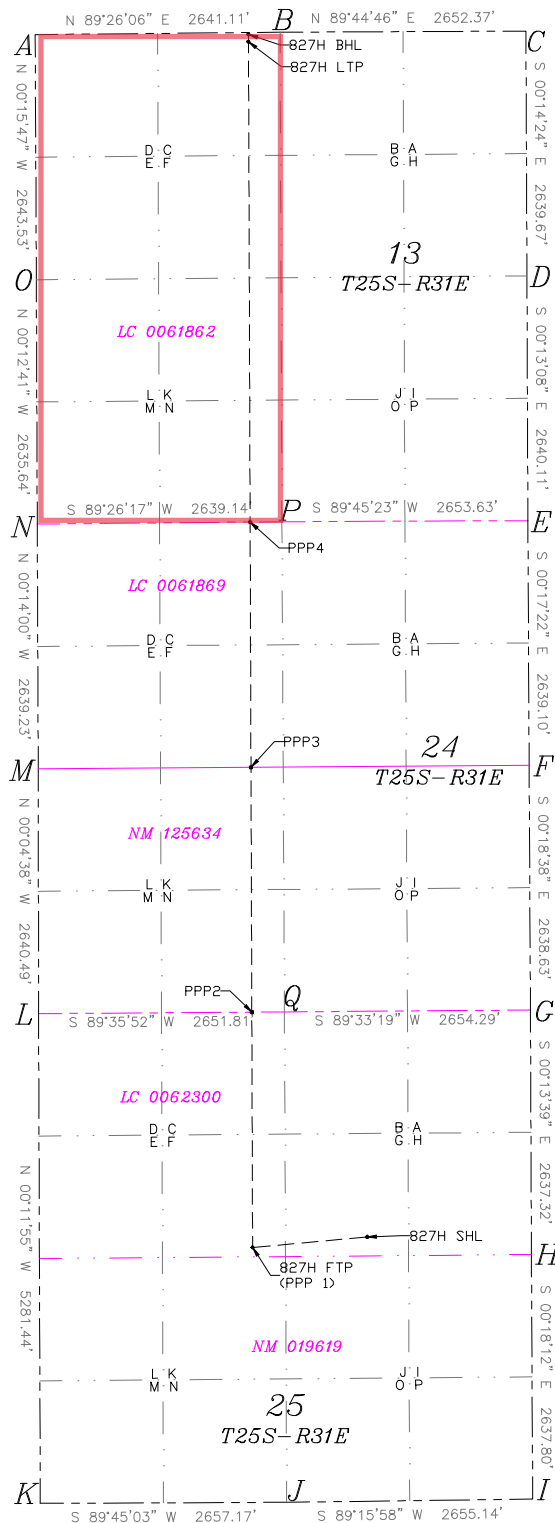 N 89°26'06" E 2641.11'
B
N 89°44'46" E 2652.37'
A
C
827H BHL
827H LTP
N 00°15'47" W 2643.53'
S 00°14'24" E 2639.67'
D C
E F
B A
G H
13
T25S-R31E
O
D
LC 0061862
N 00°12'41" W 2635.64'
S 00°13'08" E 2640.11'
L K
M N
J I
O P
S 89°26'17" W 2639.14'
P
S 89°45'23" W 2653.63'
N
E
PPP4
LC 0061869
N 00°14'00" W 2639.23'
S 00°17'22" E 2639.10'
D C
E F
B A
G H
PPP3
24
T25S-R31E
M
F
NM 125634
N 00°04'38" W 2640.49'
S 00°18'38" E 2638.63'
L K
M N
J I
O P
PPP2
Q
L
G
S 89°35'52" W 2651.81'
S 89°33'19" W 2654.29'
LC 0062300
S 00°13'39" E 2637.32'
D C
E F
B A
G H
N 00°11'55" W 5281.44'
827H SHL
H
827H FTP
(PPP 1)
NM 019619
S 00°18'12" E 2637.80'
L K
M N
J I
O P
25
T25S-R31E
K
J
I
S 89°45'03" W 2657.17'
S 89°15'58" W 2655.14'